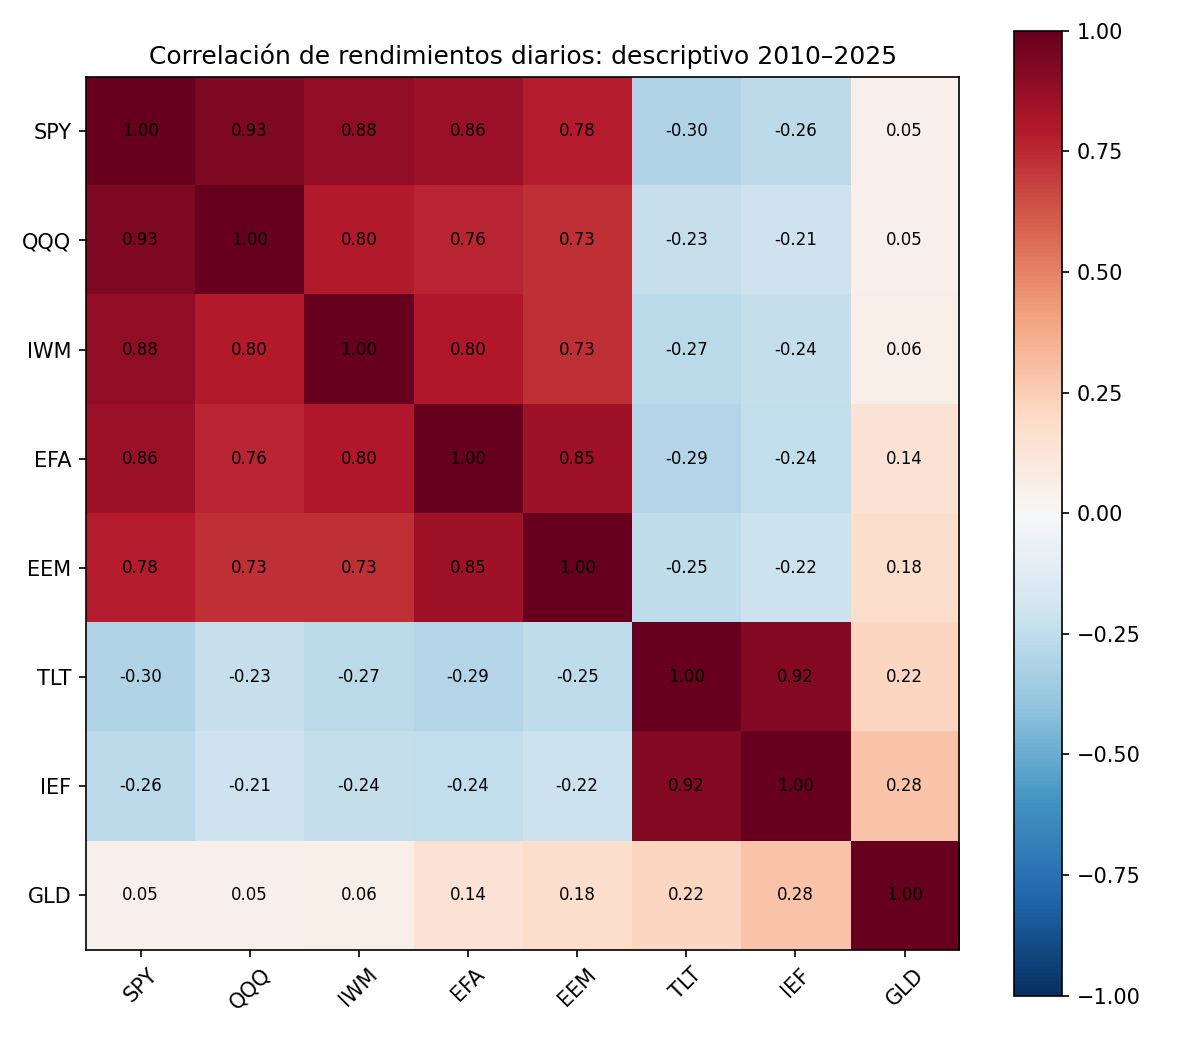 Correlación de rendimientos diarios: descriptivo 2010–2025
SPY 1.00 0.93 0.88 0.86 0.78 -0.30 -0.26 0.05
QQQ 0.93 1.00 0.80 0.76 0.73 -0.23 -0.21 0.05
IWM 0.88 0.80 1.00 0.80 0.73 -0.27 -0.24 0.06
EFA 0.86 0.76 0.80 1.00 0.85 -0.29 -0.24 0.14
EEM 0.78 0.73 0.73 0.85 1.00 -0.25 -0.22 0.18
TLT -0.30 -0.23 -0.27 -0.29 -0.25 1.00 0.92 0.22
IEF -0.26 -0.21 -0.24 -0.24 -0.22 0.92 1.00 0.28
GLD 0.05 0.05 0.06 0.14 0.18 0.22 0.28 1.00
SPY QQQ IWM EFA EEM TLT IEF GLD
1.00
0.75
0.50
0.25
0.00
−0.25
−0.50
−0.75
−1.00